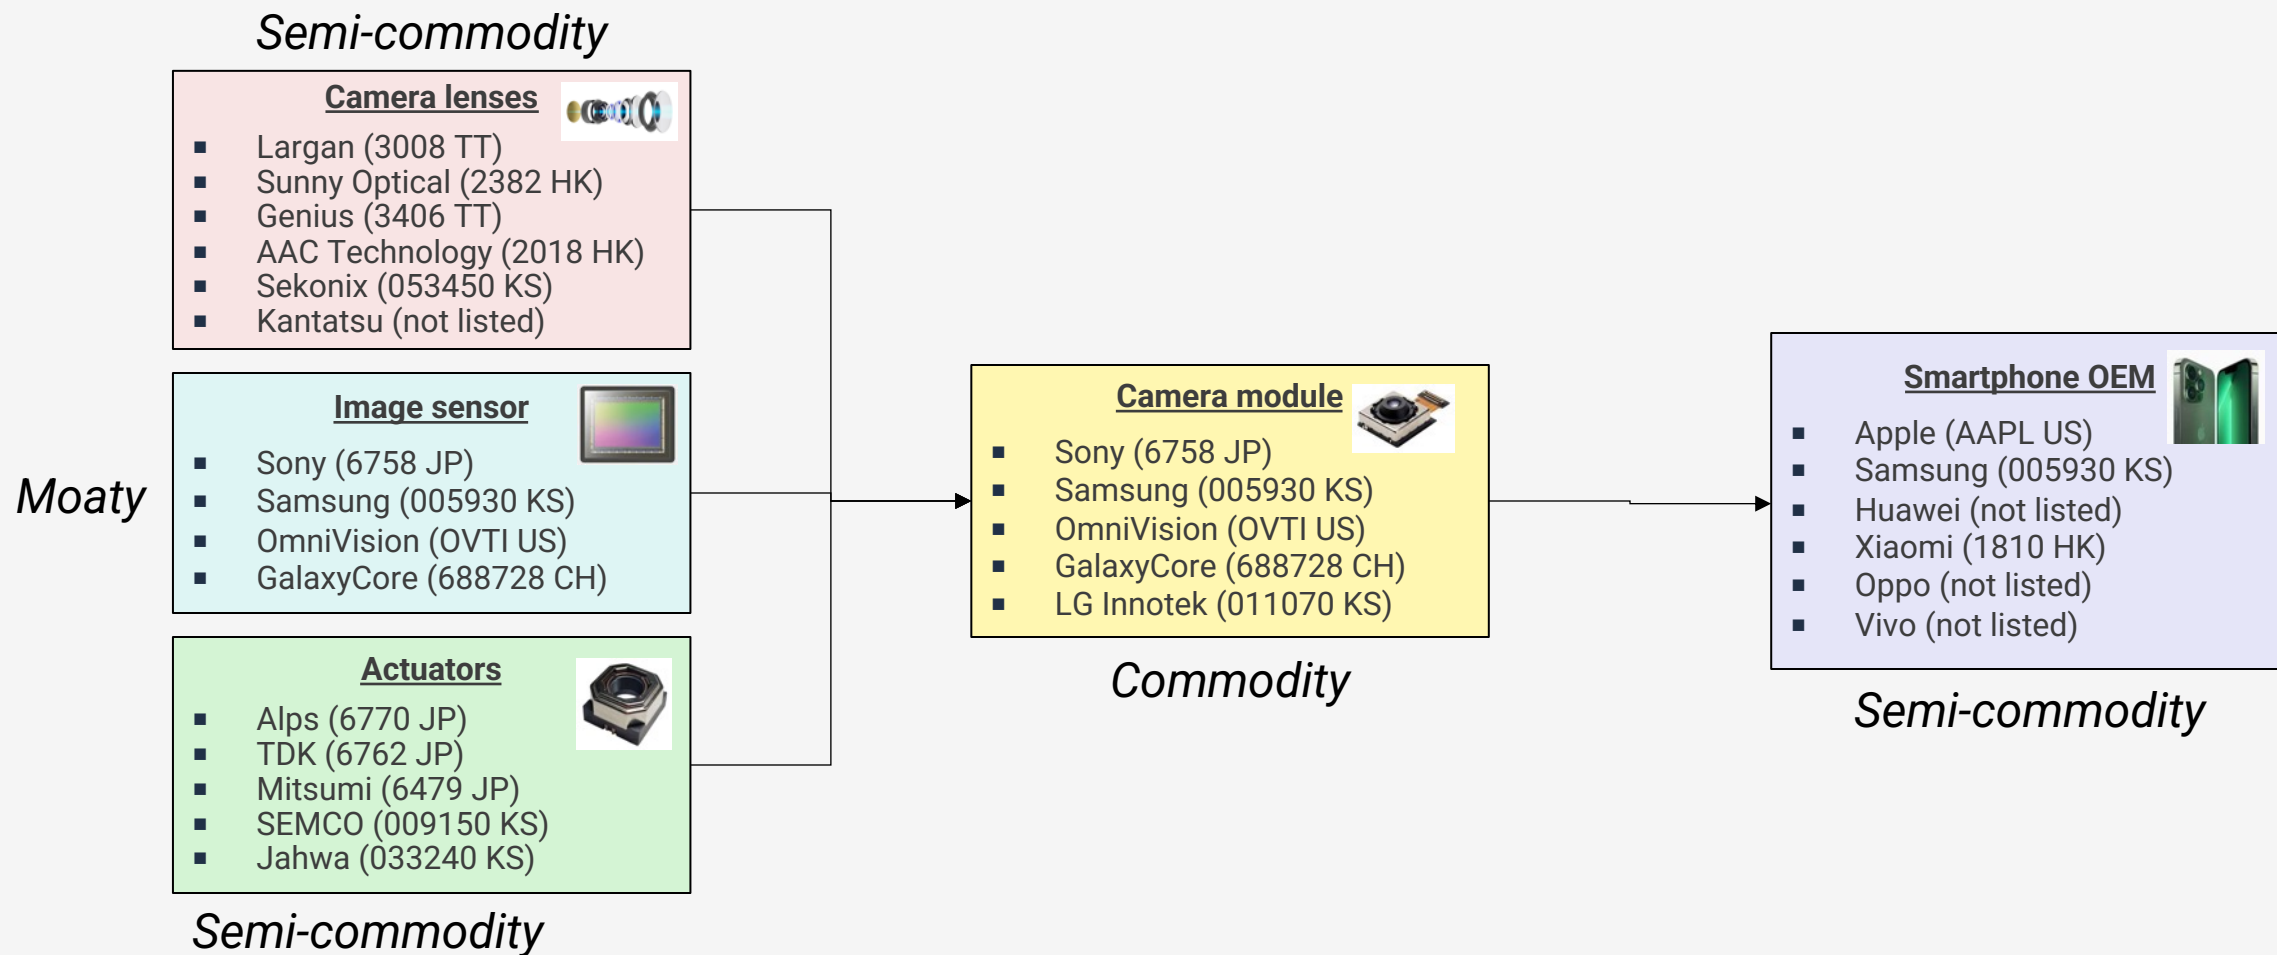 Semi-commodity
Camera lenses
▪ Largan (3008 TT)
▪ Sunny Optical (2382 HK)
▪ Genius (3406 TT)
▪ AAC Technology (2018 HK)
▪ Sekonix (053450 KS)
▪ Kantatsu (not listed)
Moaty
Image sensor
▪ Sony (6758 JP)
▪ Samsung (005930 KS)
▪ OmniVision (OVTI US)
▪ GalaxyCore (688728 CH)
Actuators
▪ Alps (6770 JP)
▪ TDK (6762 JP)
▪ Mitsumi (6479 JP)
▪ SEMCO (009150 KS)
▪ Jahwa (033240 KS)
Semi-commodity
Camera module
▪ Sony (6758 JP)
▪ Samsung (005930 KS)
▪ OmniVision (OVTI US)
▪ GalaxyCore (688728 CH)
▪ LG Innotek (011070 KS)
Commodity
Smartphone OEM
▪ Apple (AAPL US)
▪ Samsung (005930 KS)
▪ Huawei (not listed)
▪ Xiaomi (1810 HK)
▪ Oppo (not listed)
▪ Vivo (not listed)
Semi-commodity